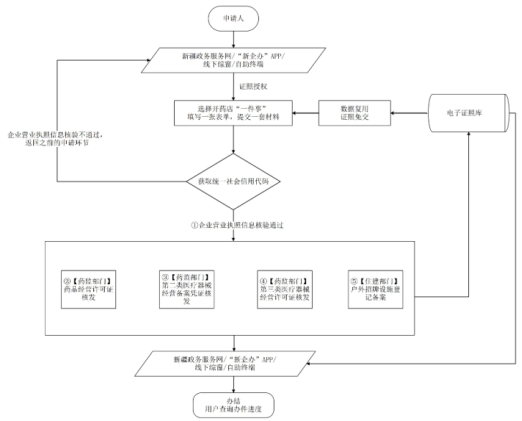 申请人
新疆政务服务网/“新企办”APP/
线下综窗/自助终端
证照授权
选择开药店“一件事”
填写一张表单，提交一套材料
数据复用
证照免交
电子证照库
企业营业执照信息核验不通过，
返回之前的申请环节
获取统一社会信用代码
①企业营业执照信息核验通过
②【药监部门】
药品经营许可证
核发
③【药监部门】
第二类医疗器械
经营备案凭证核
发
④【药监部门】
第三类医疗器械
经营许可证核发
⑤【住建部门】
户外招牌设施登
记备案
新疆政务服务网/“新企办”APP/
线下综窗/自助终端
办结
用户查询办件进度